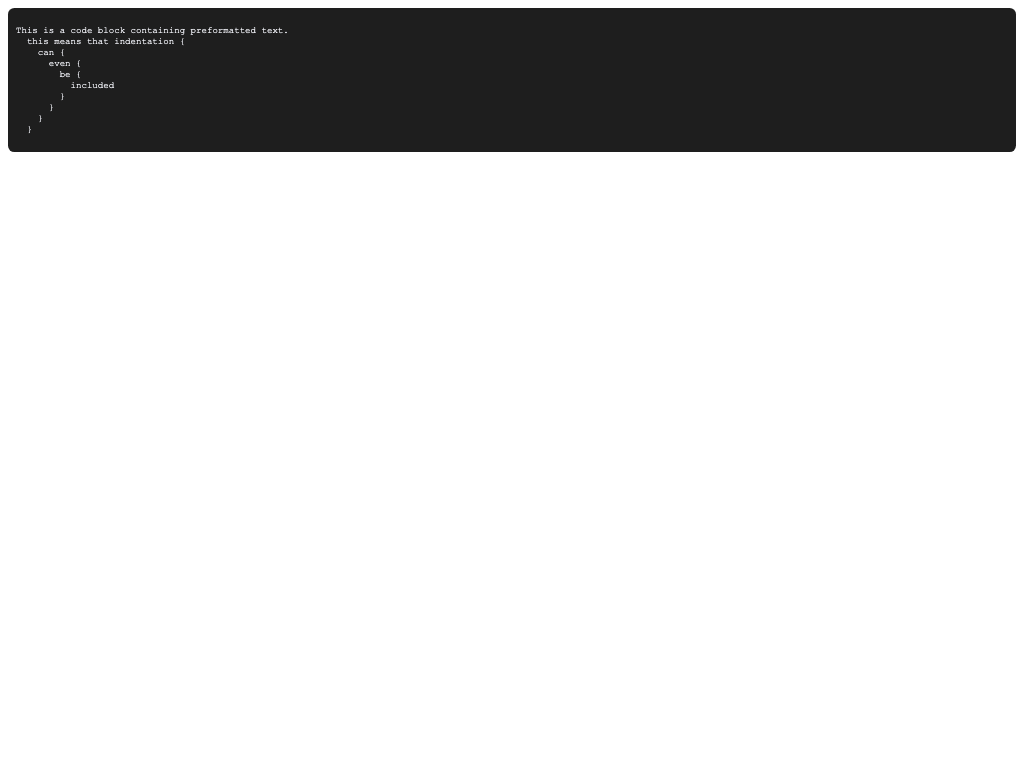 This is a code block containing preformatted text.
  this means that indentation {
    can {
      even {
        be {
          included
        }
      }
    }
  }